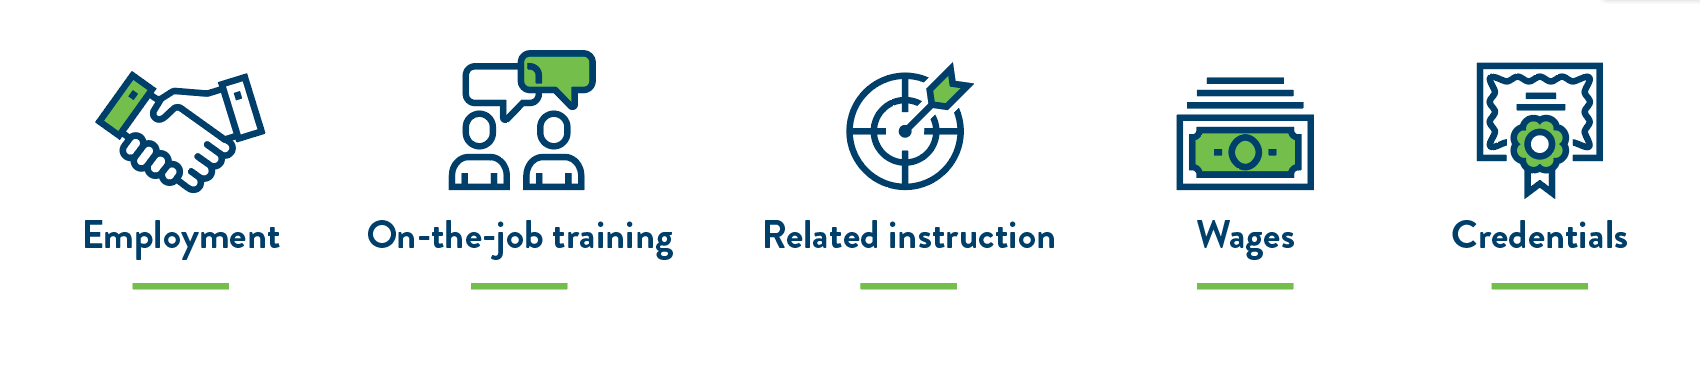 Employment
On-the-job training
Related instruction
Wages
Credentials